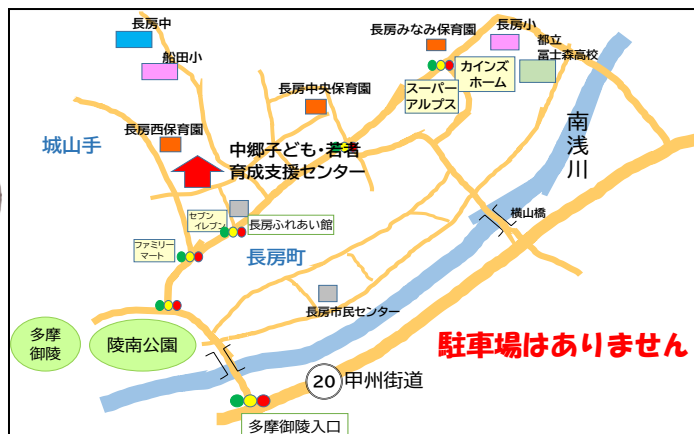 長房中
船田小
長房みなみ保育園
長房小
都立
富士森高校
カインズ
ホーム
スーパー
アルプス
長房中央保育園
長房西保育園
城山手
中郷子ども・若者
育成支援センター
南浅川
横山橋
セブン
イレブン
長房ふれあい館
ファミリー
マート
長房町
長房市民センター
多摩
御陵
陵南公園
駐車場はありません
20 甲州街道
多摩御陵入口